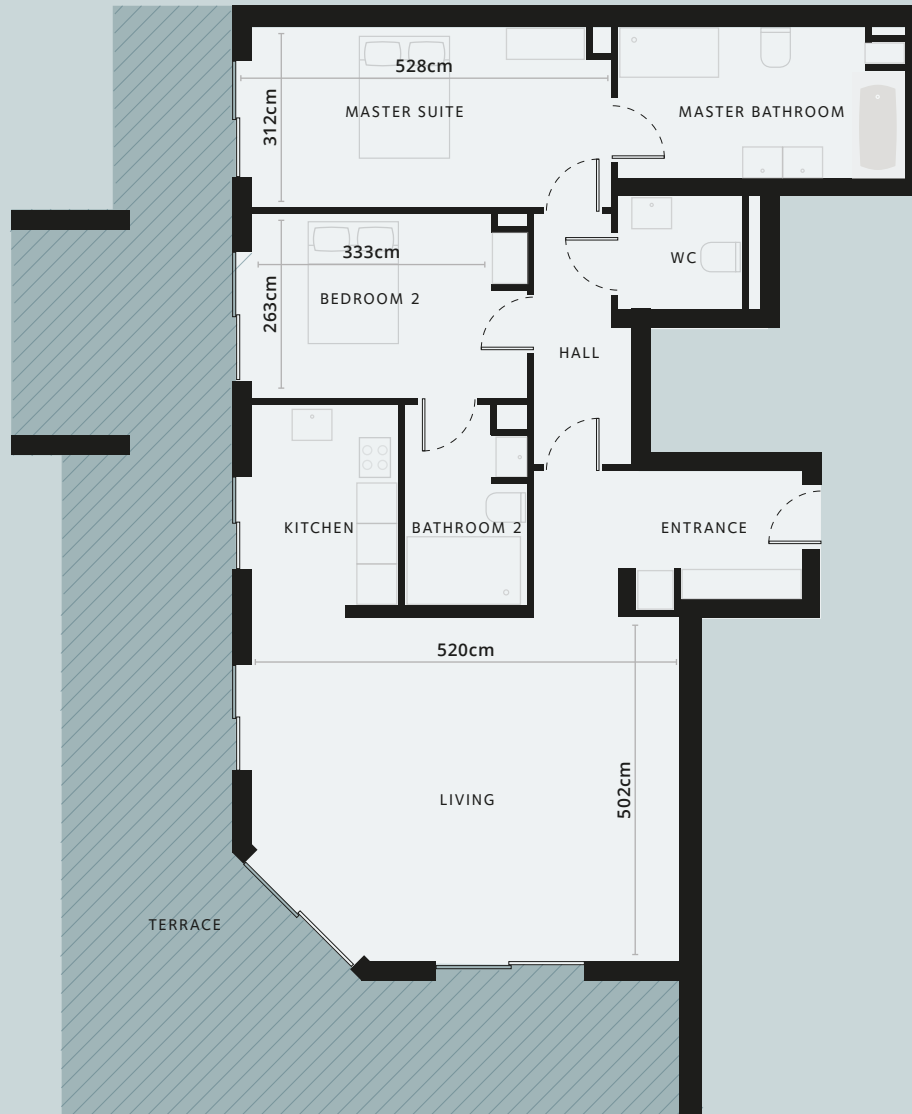 528cm
312cm
MASTER SUITE
MASTER BATHROOM
333cm
263cm
BEDROOM 2
WC
HALL
KITCHEN
BATHROOM 2
ENTRANCE
520cm
502cm
LIVING
TERRACE